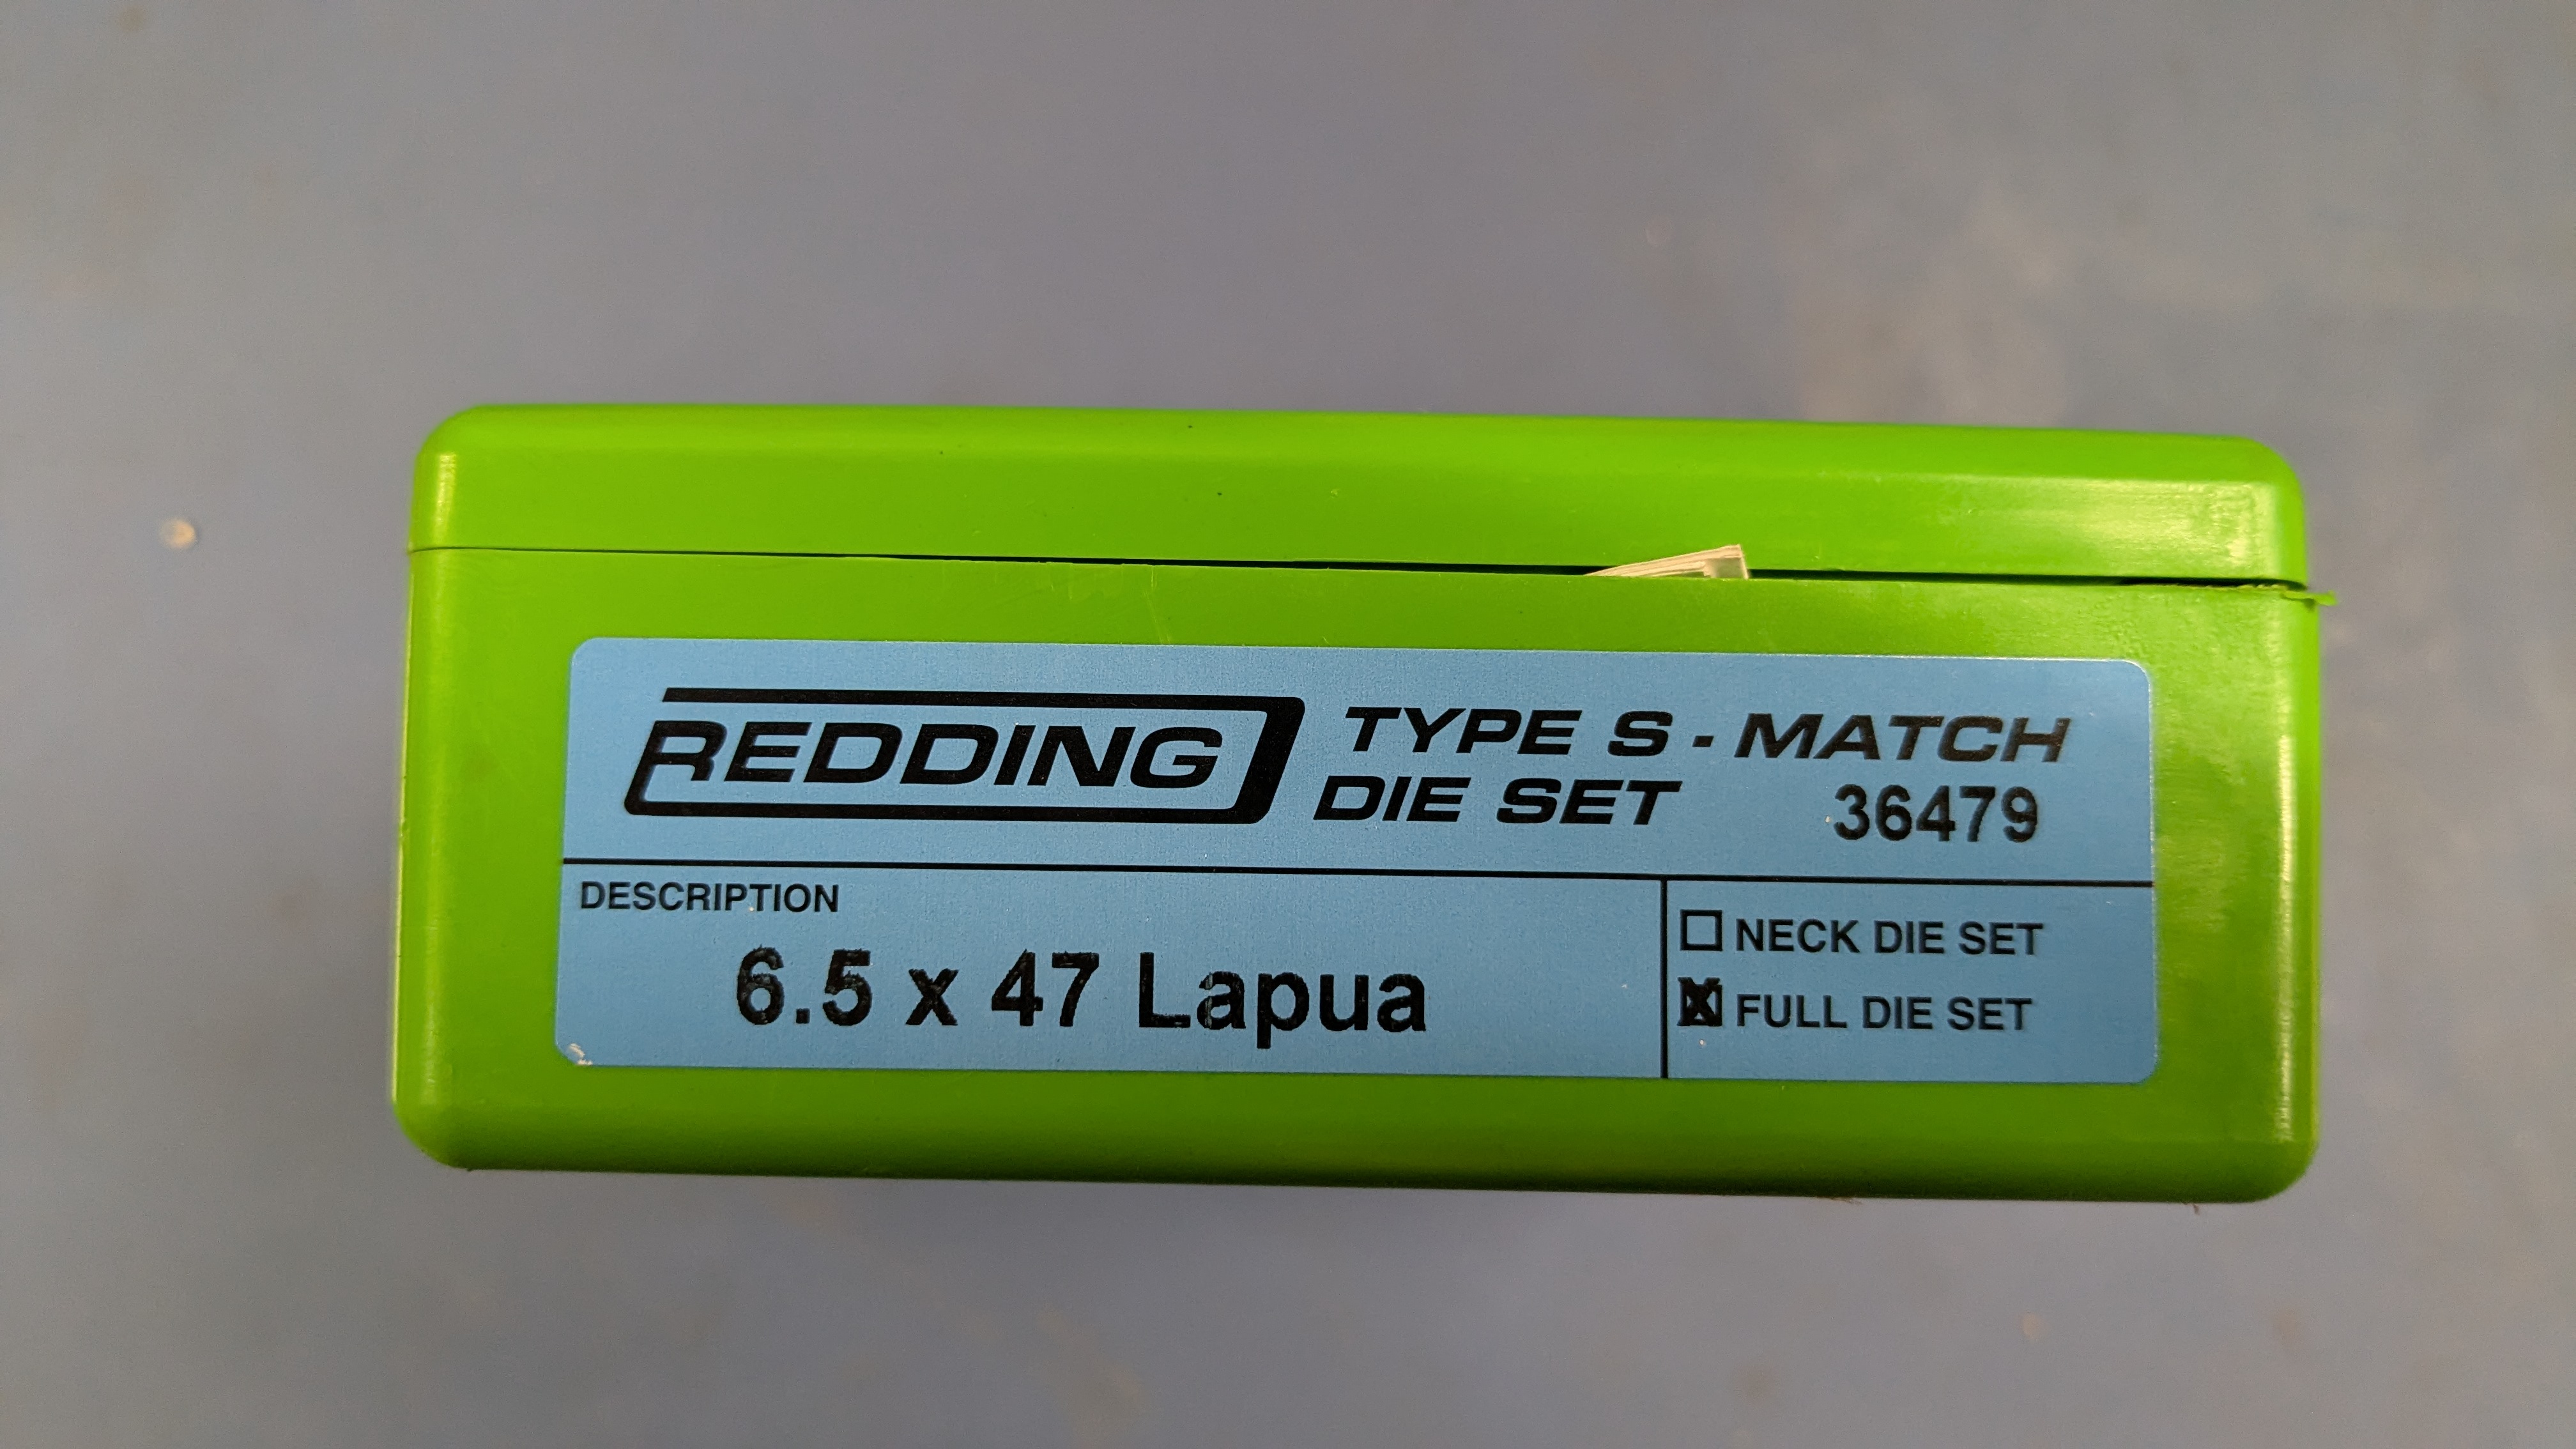 REDDING TYPE S - MATCH
DIE SET 36479
DESCRIPTION
6.5 x 47 Lapua
NECK DIE SET
FULL DIE SET